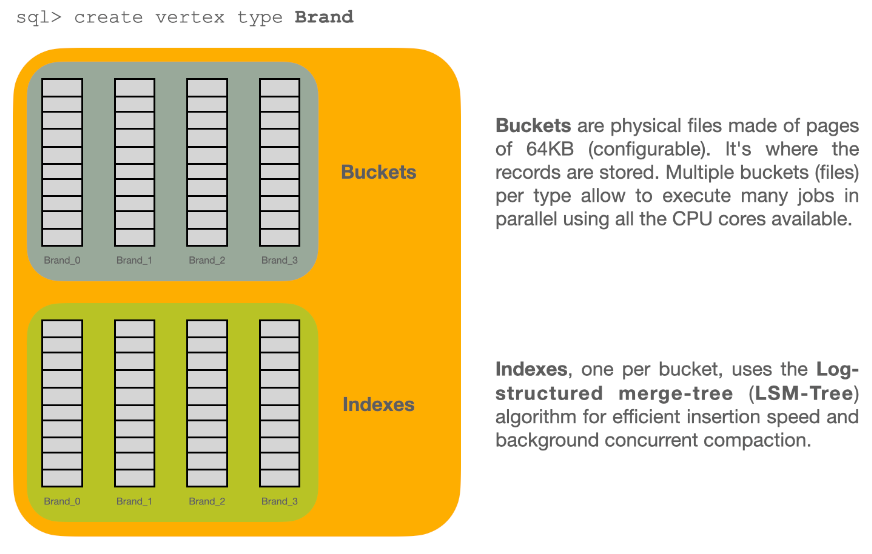 sql> create vertex type Brand
Buckets
Brand_0 Brand_1 Brand_2 Brand_3
Buckets are physical files made of pages
of 64KB (configurable). It's where the
records are stored. Multiple buckets (files)
per type allow to execute many jobs in
parallel using all the CPU cores available.
Indexes
Brand_0 Brand_1 Brand_2 Brand_3
Indexes, one per bucket, uses the Log-
structured merge-tree (LSM-Tree)
algorithm for efficient insertion speed and
background concurrent compaction.